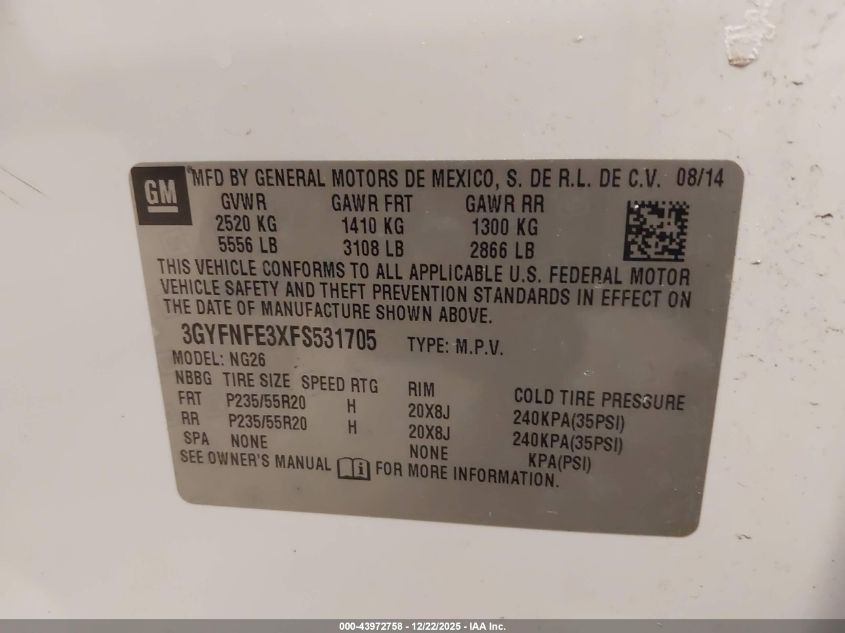 GM
®MFD BY GENERAL MOTORS DE MEXICO, S. DE R.L. DE C.V. 08/14
GVWR GAWR FRT GAWR RR
2520 KG 1410 KG 1300 KG
5556 LB 3108 LB 2866 LB
THIS VEHICLE CONFORMS TO ALL APPLICABLE U.S. FEDERAL MOTOR
VEHICLE SAFETY AND THEFT PREVENTION STANDARDS IN EFFECT ON
THE DATE OF MANUFACTURE SHOWN ABOVE.
3GYFNFE3XFS531705 TYPE: M.P.V.
MODEL: NG26
NBBG TIRE SIZE SPEED RTG RIM COLD TIRE PRESSURE
FRT P235/55R20 H 20X8J 240KPA(35PSI)
RR P235/55R20 H 20X8J 240KPA(35PSI)
SPA NONE NONE KPA(PSI)
SEE OWNER'S MANUAL i FOR MORE INFORMATION.
000-43972758 - 12/22/2025 - IAA Inc.